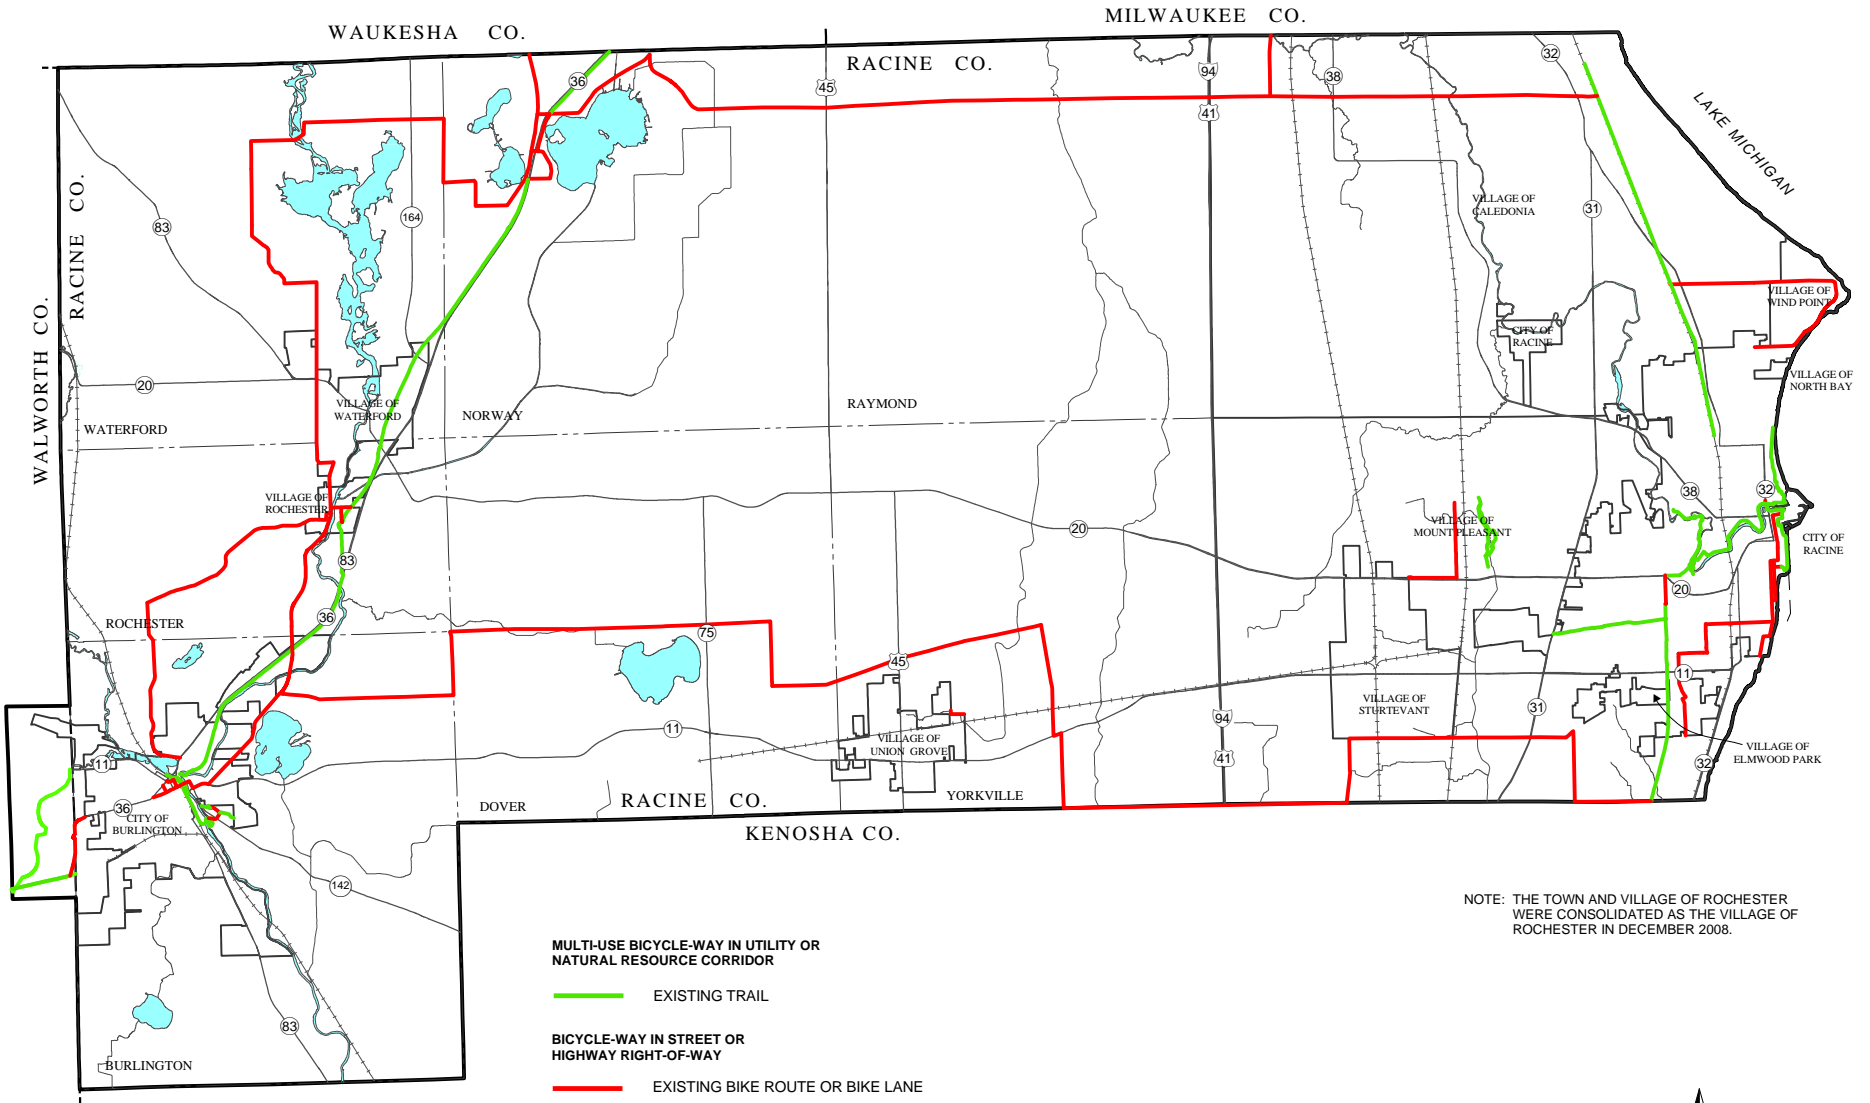 WAUKESHA CO.
MILWAUKEE CO.
RACINE CO.
LAKE MICHIGAN
36
45
94
41
38
32
31
83
164
RACINE CO.
WALWORTH CO.
VILLAGE OF
CALEDONIA
VILLAGE OF
WIND POINT
CITY OF
RACINE
VILLAGE OF
NORTH BAY
20
VILLAGE OF
WATERFORD
NORWAY
RAYMOND
WATERFORD
VILLAGE OF
ROCHESTER
38
32
20
VILLAGE OF
MOUNT PLEASANT
CITY OF
RACINE
83
36
20
ROCHESTER
75
45
11
VILLAGE OF
STURTEVANT
31
94
41
11
VILLAGE OF
UNION GROVE
VILLAGE OF
ELMWOOD PARK
32
11
36
CITY OF
BURLINGTON
DOVER
RACINE CO.
YORKVILLE
KENOSHA CO.
142
83
BURLINGTON
NOTE: THE TOWN AND VILLAGE OF ROCHESTER
WERE CONSOLIDATED AS THE VILLAGE OF
ROCHESTER IN DECEMBER 2008.
MULTI-USE BICYCLE-WAY IN UTILITY OR
NATURAL RESOURCE CORRIDOR
EXISTING TRAIL
BICYCLE-WAY IN STREET OR
HIGHWAY RIGHT-OF-WAY
EXISTING BIKE ROUTE OR BIKE LANE